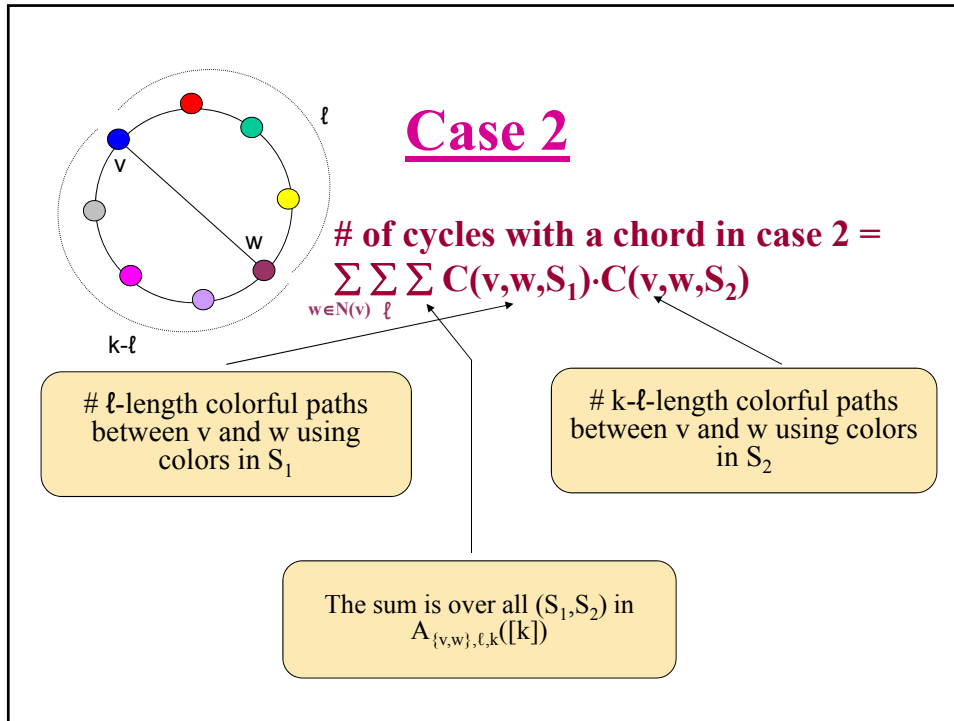 Case 2
ℓ
v
w
k-ℓ
# of cycles with a chord in case 2 =
∑ ∑ ∑ C(v,w,S₁)·C(v,w,S₂)
w∈N(v) ℓ
# ℓ-length colorful paths
between v and w using
colors in S₁
# k-ℓ-length colorful paths
between v and w using colors
in S₂
The sum is over all (S₁,S₂) in
A{v,w},ℓ,k([k])